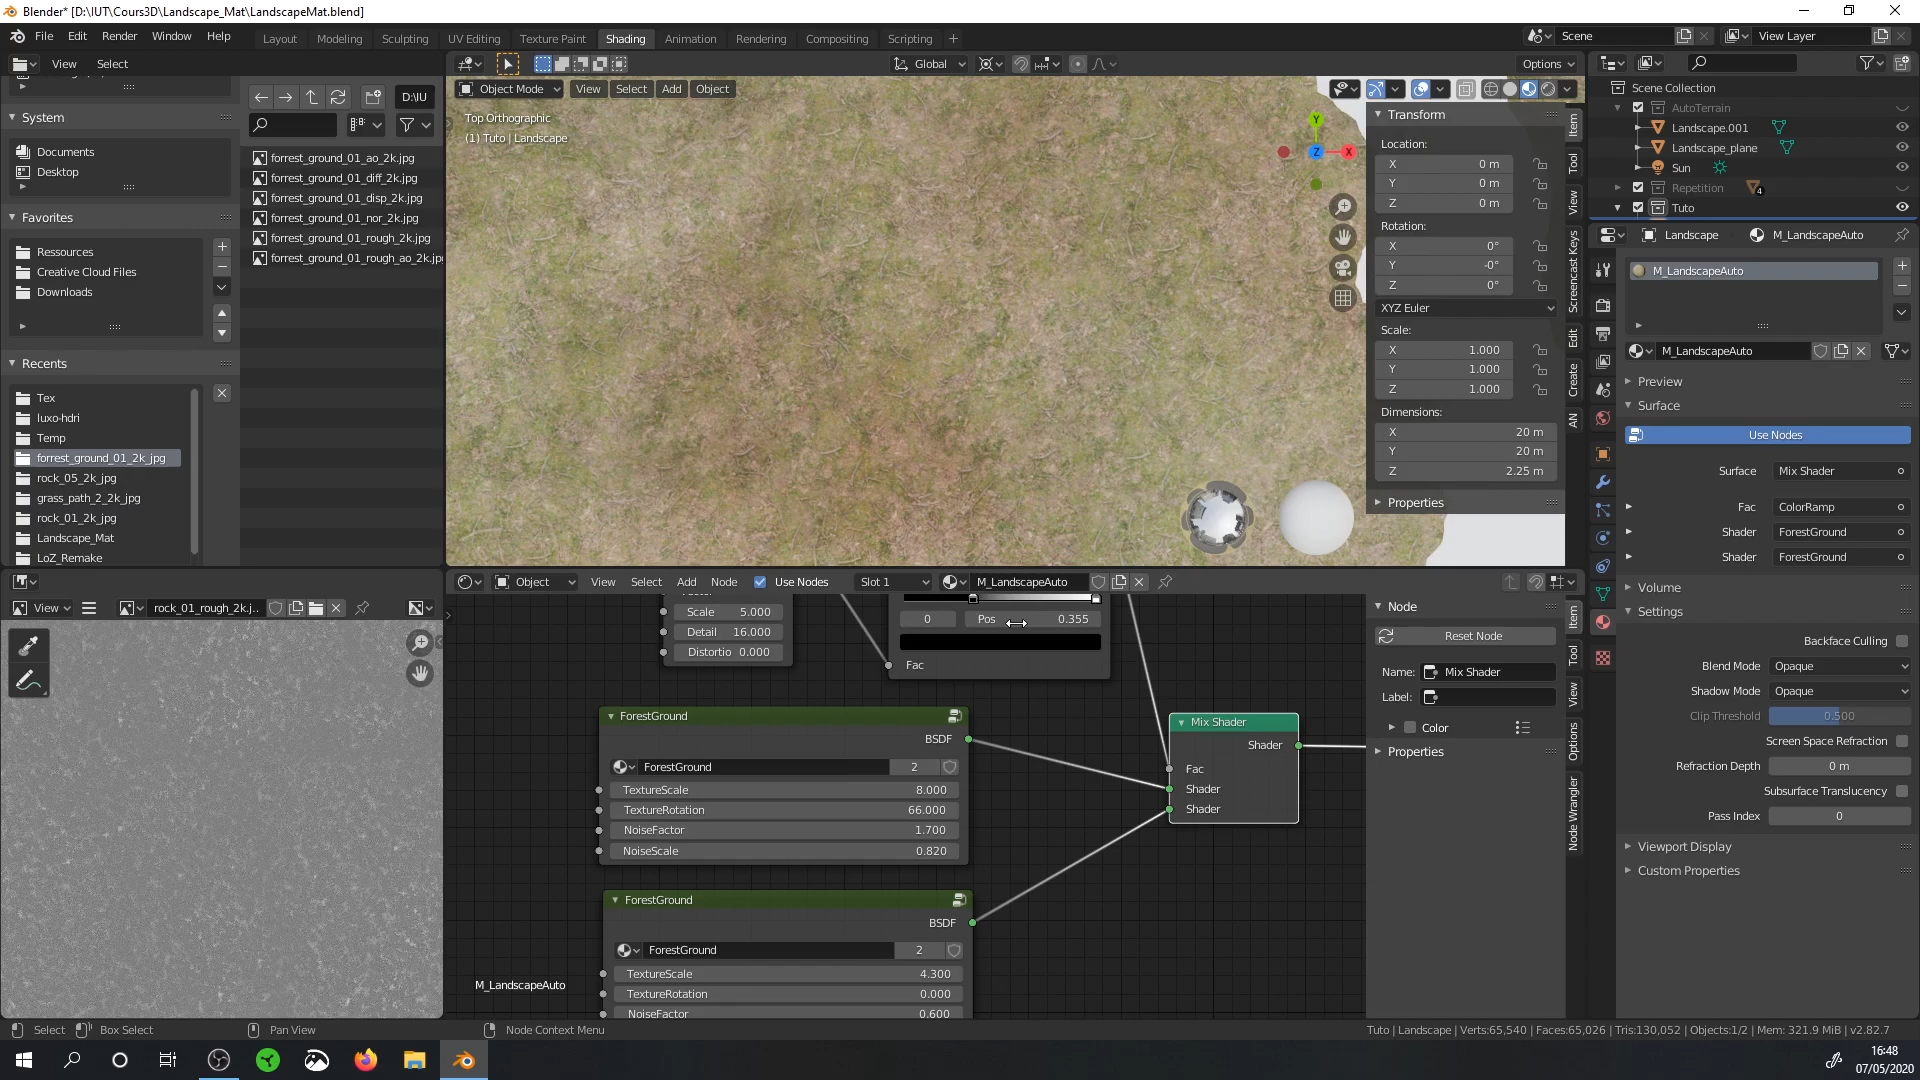 Blender* [D:\IUT\Cours3D\Landscape_Mat\LandscapeMat.blend]
File Edit Render Window Help
Layout Modeling Sculpting UV Editing Texture Paint Shading Animation Rendering Compositing Scripting +
Scene
View Layer
View Select
Global
Options
D:\IU
Object Mode View Select Add Object
Top Orthographic
(1) Tuto | Landscape
System
Documents
Desktop
Favorites
Ressources
Creative Cloud Files
Downloads
Recents
Tex
luxo-hdri
Temp
forrest_ground_01_2k_jpg
rock_05_2k_jpg
grass_path_2_2k_jpg
rock_01_2k_jpg
Landscape_Mat
LoZ_Remake
forrest_ground_01_ao_2k.jpg
forrest_ground_01_diff_2k.jpg
forrest_ground_01_disp_2k.jpg
forrest_ground_01_nor_2k.jpg
forrest_ground_01_rough_2k.jpg
forrest_ground_01_rough_ao_2k.jp
Y
Z
X
Transform
Location:
X 0 m
Y 0 m
Z 0 m
Rotation:
X 0°
Y -0°
Z 0°
XYZ Euler
Scale:
X 1.000
Y 1.000
Z 1.000
Dimensions:
X 20 m
Y 20 m
Z 2.25 m
Properties
Item
Tool
View
Screencast Keys
Edit
Create
AN
Scene Collection
AutoTerrain
Landscape.001
Landscape_plane
Sun
Repetition 4
Tuto
Landscape M_LandscapeAuto
M_LandscapeAuto
M_LandscapeAuto
Preview
Surface
Use Nodes
Surface Mix Shader
Fac ColorRamp
Shader ForestGround
Shader ForestGround
Volume
Settings
Backface Culling
Blend Mode Opaque
Shadow Mode Opaque
Clip Threshold 0.500
Screen Space Refraction
Refraction Depth 0 m
Subsurface Translucency
Pass Index 0
Viewport Display
Custom Properties
View rock_01_rough_2k.j..
Object View Select Add Node Use Nodes Slot 1 M_LandscapeAuto
Scale 5.000
Detail 16.000
Distortio 0.000
0 Pos 0.355
Fac
ForestGround
BSDF
ForestGround 2
TextureScale 8.000
TextureRotation 66.000
NoiseFactor 1.700
NoiseScale 0.820
ForestGround
BSDF
ForestGround 2
TextureScale 4.300
TextureRotation 0.000
NoiseFactor 0.600
M_LandscapeAuto
Mix Shader
Shader
Fac
Shader
Shader
Node
Reset Node
Name: Mix Shader
Label:
Color
Properties
Item
Tool
View
Options
Node Wrangler
Select Box Select Pan View Node Context Menu
Tuto | Landscape | Verts:65,540 | Faces:65,026 | Tris:130,052 | Objects:1/2 | Mem: 321.9 MiB | v2.82.7
16:48
07/05/2020